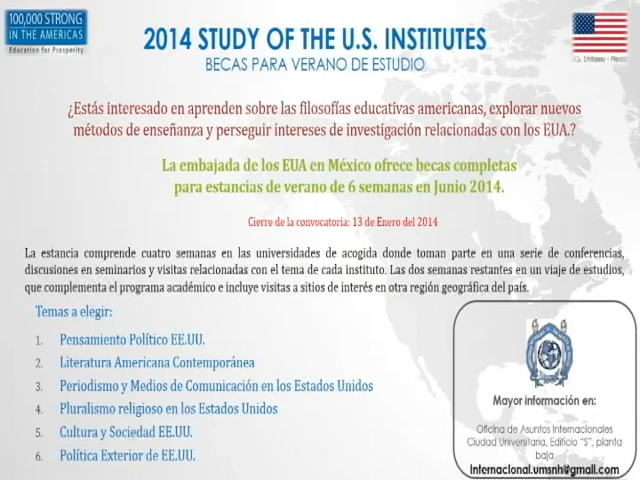 100,000 STRONG
IN THE AMERICAS
Education for Prosperity
2014 STUDY OF THE U.S. INSTITUTES
BECAS PARA VERANO DE ESTUDIO
U.S. Embassy - Mexico
¿Estás interesado en aprenden sobre las filosofías educativas americanas, explorar nuevos
métodos de enseñanza y perseguir intereses de investigación relacionadas con los EUA.?
La embajada de los EUA en México ofrece becas completas
para estancias de verano de 6 semanas en Junio 2014.
Cierre de la convocatoria: 13 de Enero del 2014
La estancia comprende cuatro semanas en las universidades de acogida donde toman parte en una serie de conferencias,
discusiones en seminarios y visitas relacionadas con el tema de cada instituto. Las dos semanas restantes en un viaje de estudios,
que complementa el programa académico e incluye visitas a sitios de interés en otra región geográfica del país.
Temas a elegir:
1. Pensamiento Político EE.UU.
2. Literatura Americana Contemporánea
3. Periodismo y Medios de Comunicación en los Estados Unidos
4. Pluralismo religioso en los Estados Unidos
5. Cultura y Sociedad EE.UU.
6. Política Exterior de EE.UU.
Mayor información en:
Oficina de Asuntos Internacionales
Ciudad Universitaria, Edificio "S", planta
baja
Internacional.umsnh@gmail.com